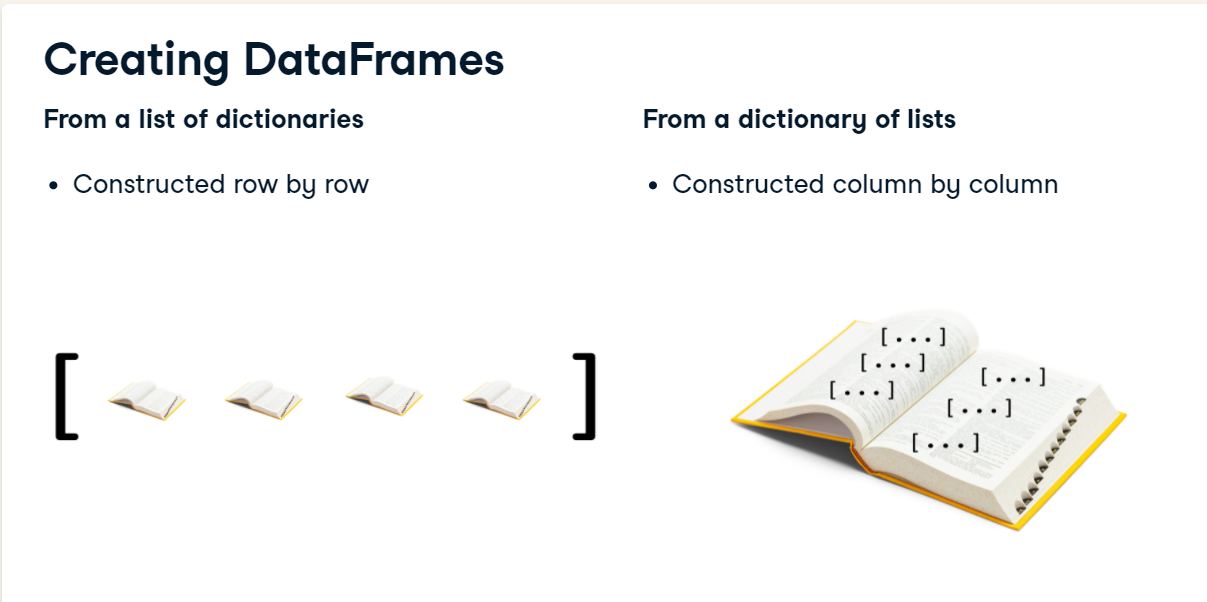 Creating DataFrames
From a list of dictionaries
• Constructed row by row
[ ]
From a dictionary of lists
• Constructed column by column
[...]
[...]
[...]
[...]
[...]
[...]